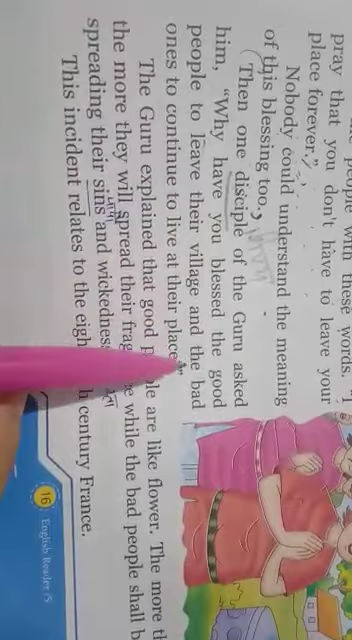 people with these words. "I
pray that you don't have to leave your
place forever."
Nobody could understand the meaning
of this blessing too.
Then one disciple of the Guru asked
him, "Why have you blessed the good
people to leave their village and the bad
ones to continue to live at their place
The Guru explained that good are like flower. The more
the more they will spread their while the bad people shall
spreading their sins and wickedness
This incident relates to the century France.
16 English Reader-5